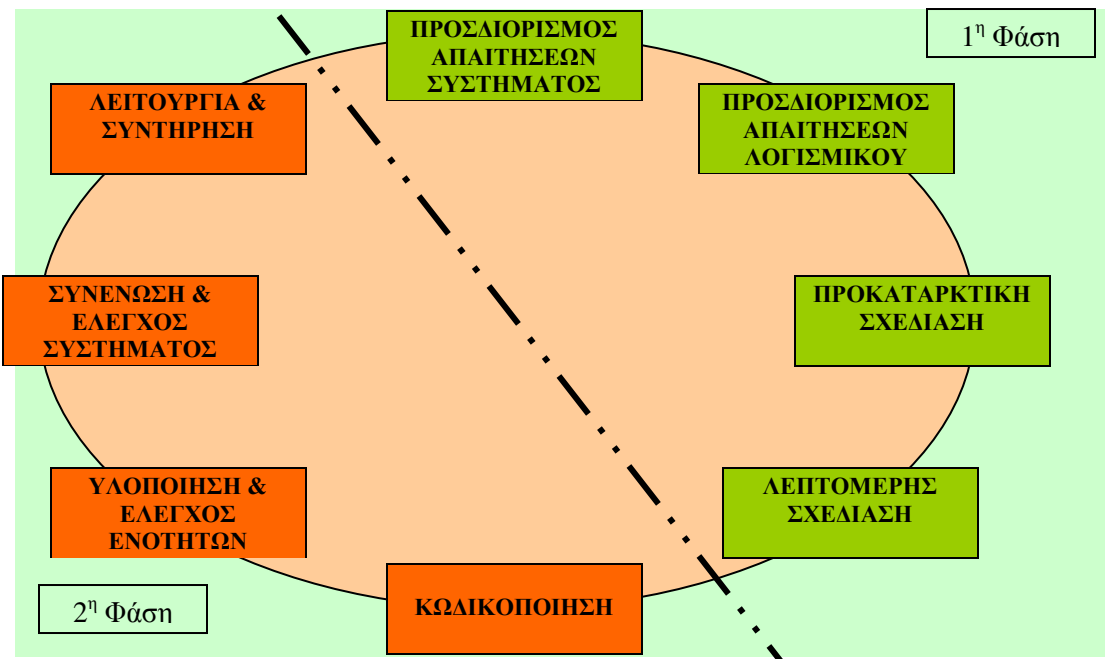 ΠΡΟΣΔΙΟΡΙΣΜΟΣ
ΑΠΑΙΤΗΣΕΩΝ
ΣΥΣΤΗΜΑΤΟΣ
1η Φάση
ΠΡΟΣΔΙΟΡΙΣΜΟΣ
ΑΠΑΙΤΗΣΕΩΝ
ΛΟΓΙΣΜΙΚΟΥ
ΛΕΙΤΟΥΡΓΙΑ &
ΣΥΝΤΗΡΗΣΗ
ΣΥΝΕΝΩΣΗ &
ΕΛΕΓΧΟΣ
ΣΥΣΤΗΜΑΤΟΣ
ΠΡΟΚΑΤΑΡΚΤΙΚΗ
ΣΧΕΔΙΑΣΗ
ΥΛΟΠΟΙΗΣΗ &
ΕΛΕΓΧΟΣ
ΕΝΟΤΗΤΩΝ
ΛΕΠΤΟΜΕΡΗΣ
ΣΧΕΔΙΑΣΗ
2η Φάση
ΚΩΔΙΚΟΠΟΙΗΣΗ